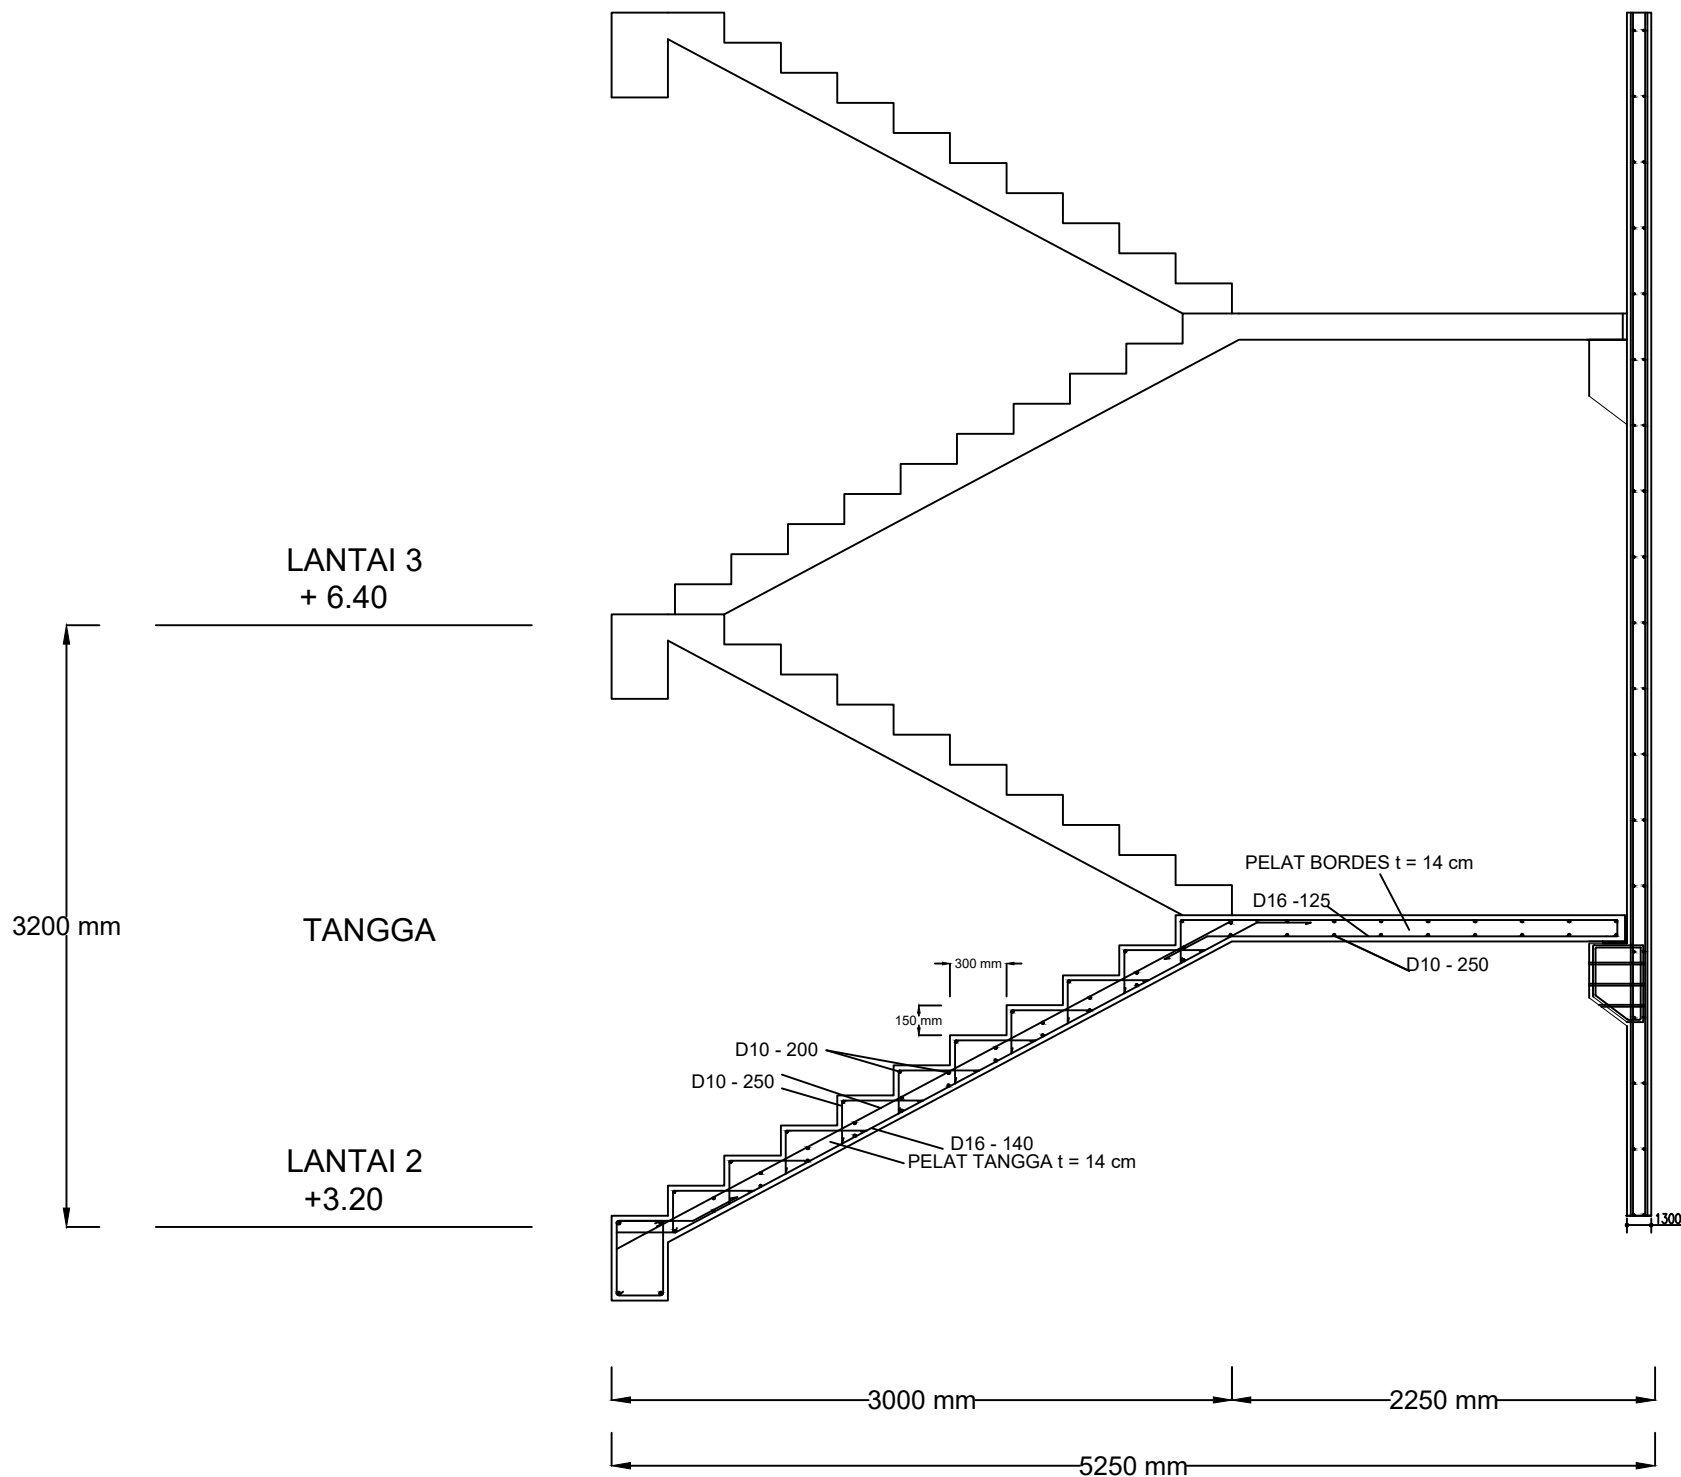 LANTAI 3
+ 6.40
3200 mm
TANGGA
PELAT BORDES t = 14 cm
D16 -125
D10 - 250
300 mm
150 mm
D10 - 200
D10 - 250
D16 - 140
PELAT TANGGA t = 14 cm
LANTAI 2
+3.20
1300
3000 mm
2250 mm
5250 mm